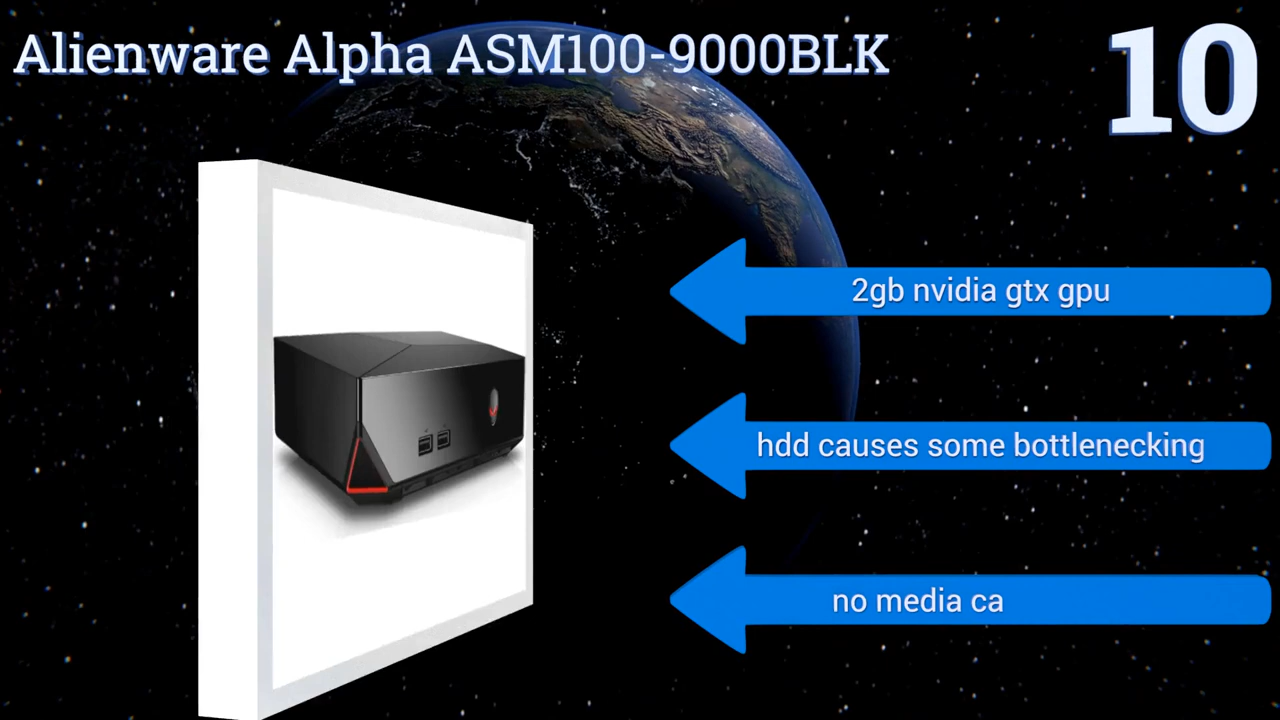 Alienware Alpha ASM100-9000BLK
10
2gb nvidia gtx gpu
hdd causes some bottlenecking
no media ca